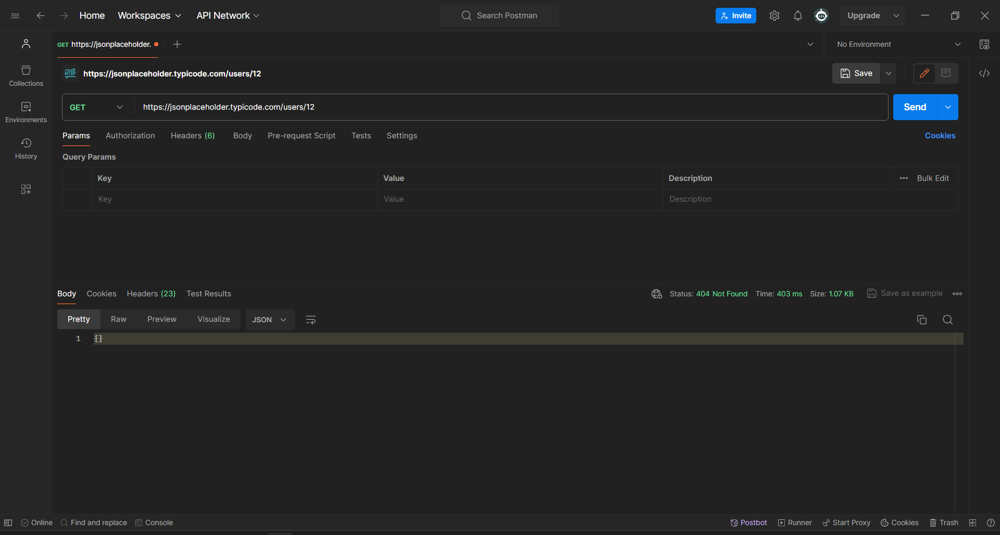 Home Workspaces API Network Search Postman Invite Upgrade
GET https://jsonplaceholder. No Environment
HTTP https://jsonplaceholder.typicode.com/users/12 Save
Collections
GET https://jsonplaceholder.typicode.com/users/12 Send
Environments
Params Authorization Headers (6) Body Pre-request Script Tests Settings Cookies
History
Query Params
Key Value Description Bulk Edit
Key Value Description
Body Cookies Headers (23) Test Results Status: 404 Not Found Time: 403 ms Size: 1.07 KB Save as example
Pretty Raw Preview Visualize JSON
1 {}
Online Find and replace Console Postbot Runner Start Proxy Cookies Trash